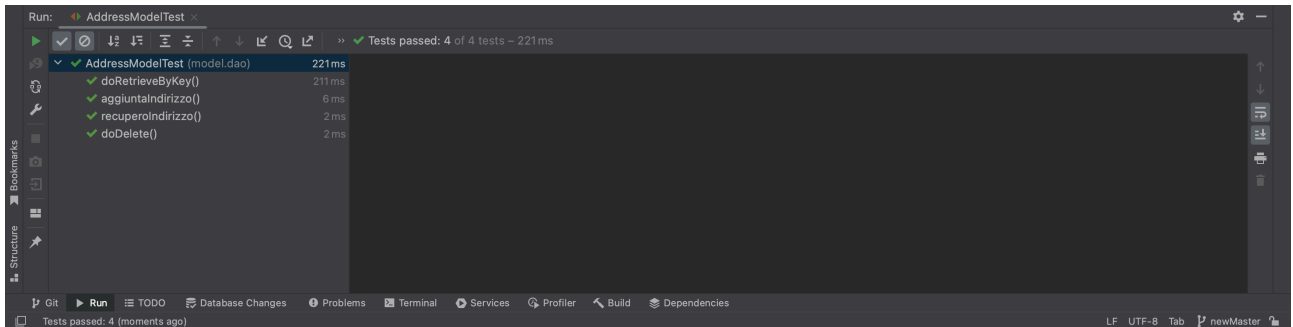 Run: AddressModelTest
Tests passed: 4 of 4 tests – 221 ms
AddressModelTest (model.dao) 221 ms
doRetrieveByKey() 211 ms
aggiuntaIndirizzo() 6 ms
recuperoIndirizzo() 2 ms
doDelete() 2 ms
Bookmarks
Structure
Git Run TODO Database Changes Problems Terminal Services Profiler Build Dependencies
Tests passed: 4 (moments ago) LF UTF-8 Tab newMaster